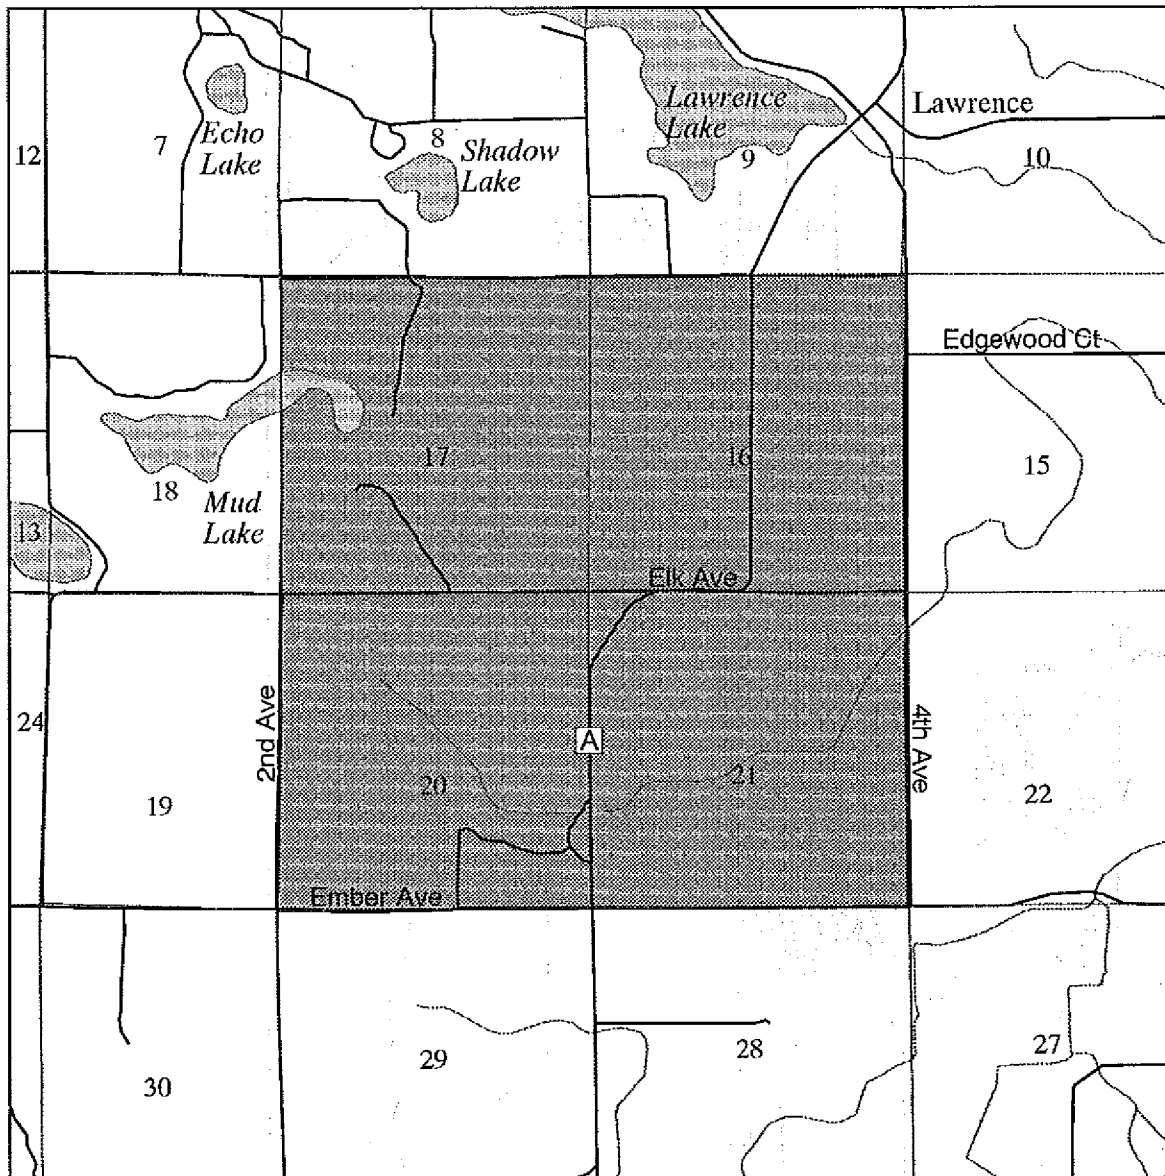 Lawrence
Lawrence
Lake
Echo
Lake
7
8
Shadow
Lake
12
9
10
Edgewood Ct
17
16
15
18
Mud
Lake
13
Elk Ave
2nd Ave
4th Ave
24
A
20
21
19
22
Ember Ave
29
28
27
30